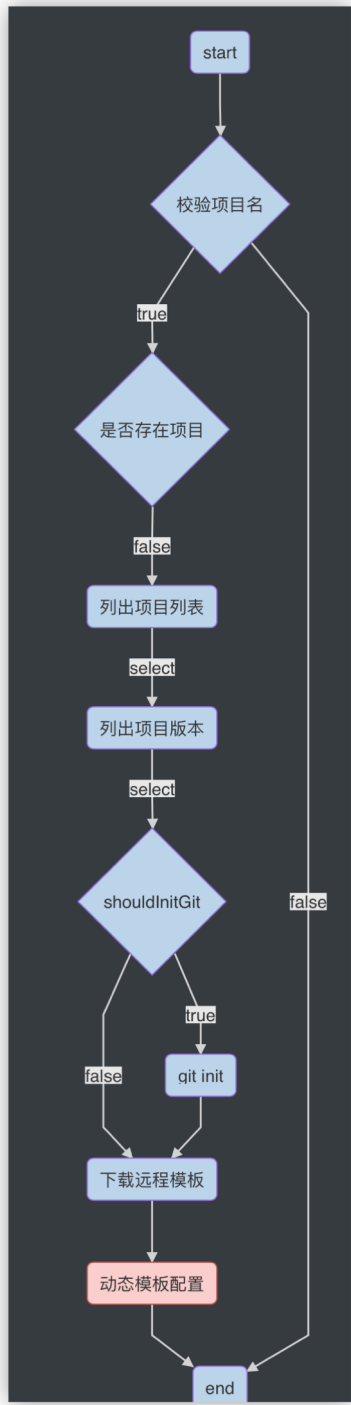 start
校验项目名
true
是否存在项目
false
列出项目列表
select
列出项目版本
select
shouldInitGit
false
true
false
git init
下载远程模板
动态模板配置
end